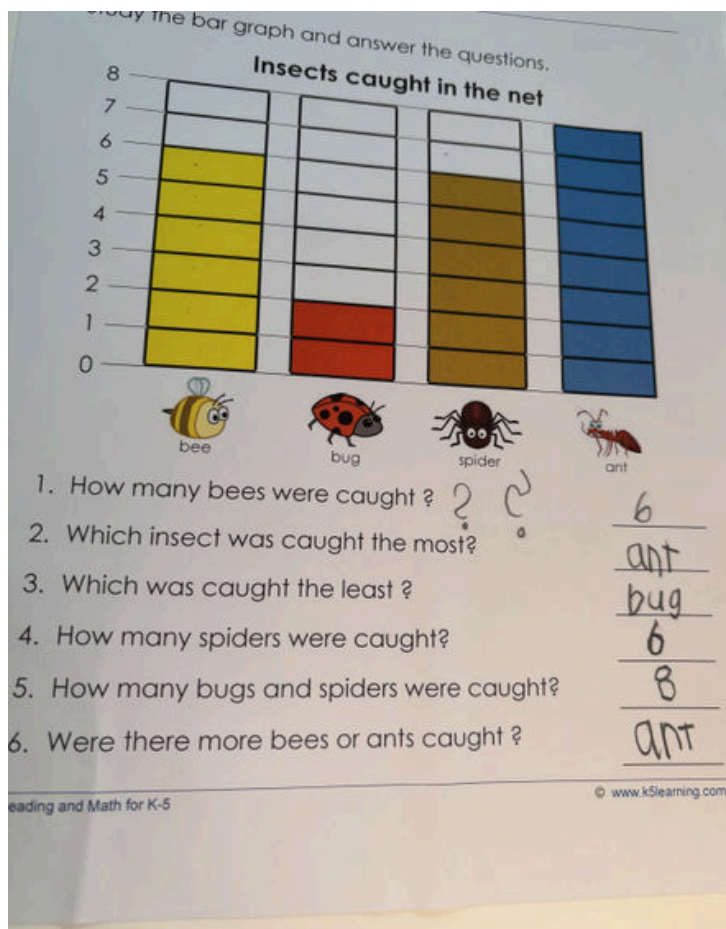 the bar graph and answer the questions.
Insects caught in the net
8
7
6
5
4
3
2
1
0
bee bug spider ant
1. How many bees were caught ? ? ? 6
2. Which insect was caught the most? ant
3. Which was caught the least ? bug
4. How many spiders were caught? 6
5. How many bugs and spiders were caught? 8
6. Were there more bees or ants caught ? ant
eading and Math for K-5 © www.k5learning.com